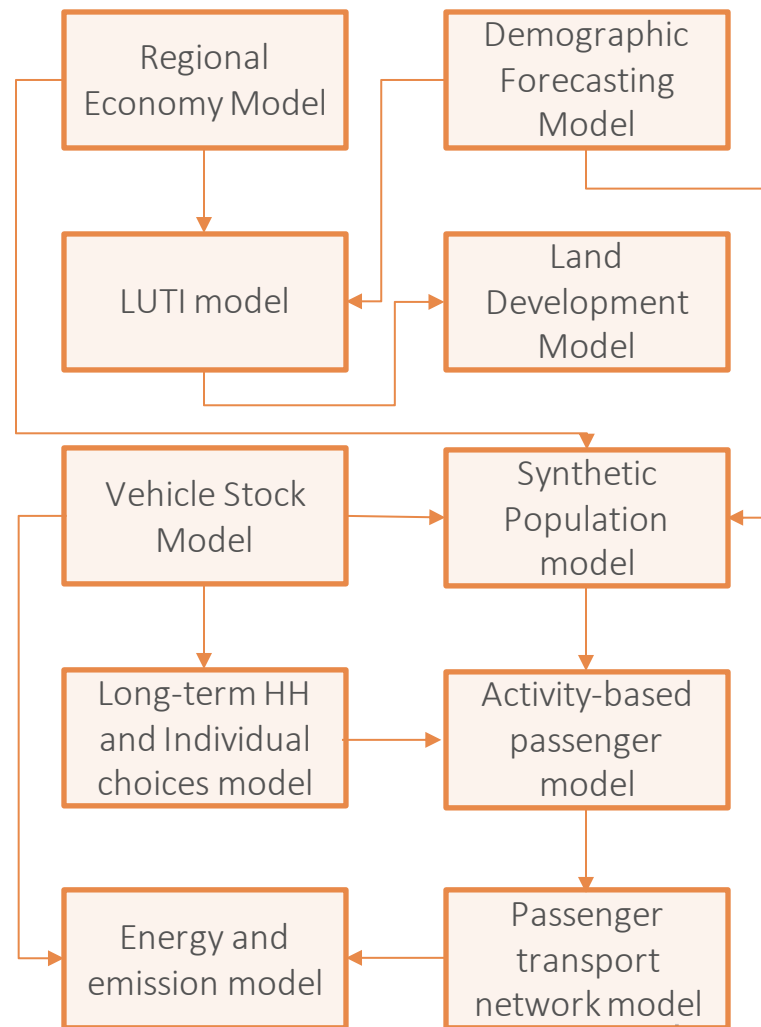 Regional
Economy Model
Demographic
Forecasting
Model
LUTI model
Land
Development
Model
Vehicle Stock
Model
Synthetic
Population
model
Long-term HH
and Individual
choices model
Activity-based
passenger
model
Energy and
emission model
Passenger
transport
network model